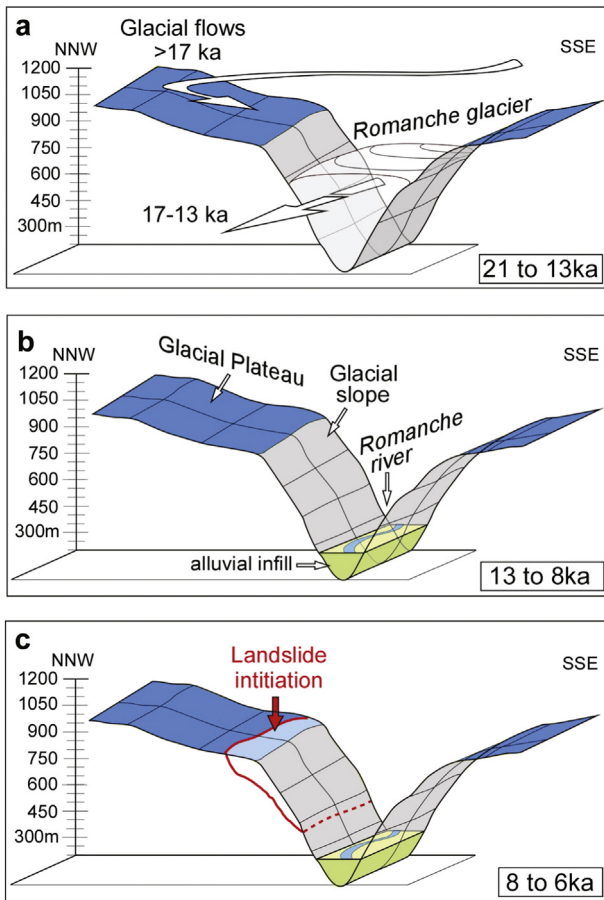 a
Glacial flows
>17 ka
NNW
SSE
1200
1050
900
750
600
450
300m
Romanche glacier
17-13 ka
21 to 13ka
b
NNW
SSE
1200
1050
900
750
600
450
300m
Glacial Plateau
Glacial
slope
Romanche
river
alluvial infill
13 to 8ka
c
NNW
SSE
Landslide
intitiation
1200
1050
900
750
600
450
300m
8 to 6ka